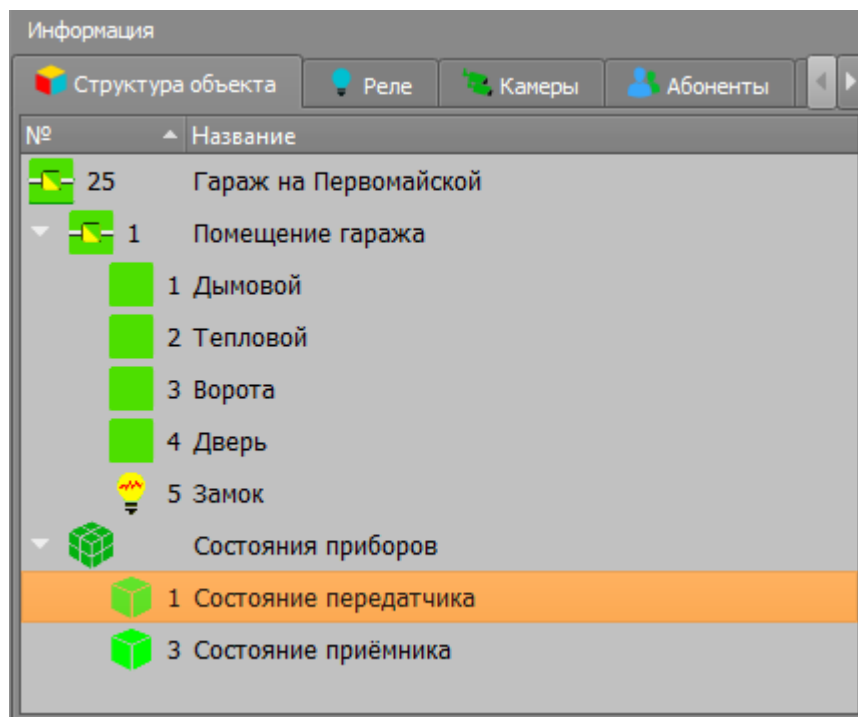 Информация
Структура объекта Реле Камеры Абоненты
№ Название
25 Гараж на Первомайской
1 Помещение гаража
1 Дымовой
2 Тепловой
3 Ворота
4 Дверь
5 Замок
Состояния приборов
1 Состояние передатчика
3 Состояние приёмника